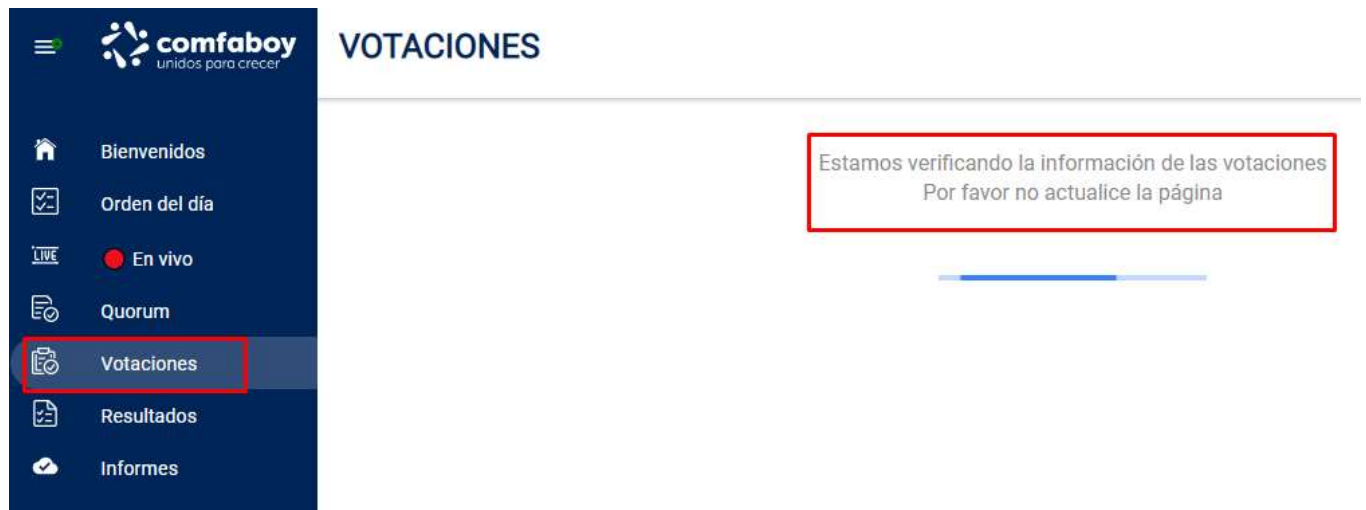 comfaboy
unidos para crecer
VOTACIONES
Bienvenidos
Orden del día
LIVE
En vivo
Quorum
Votaciones
Resultados
Informes
Estamos verificando la información de las votaciones
Por favor no actualice la página